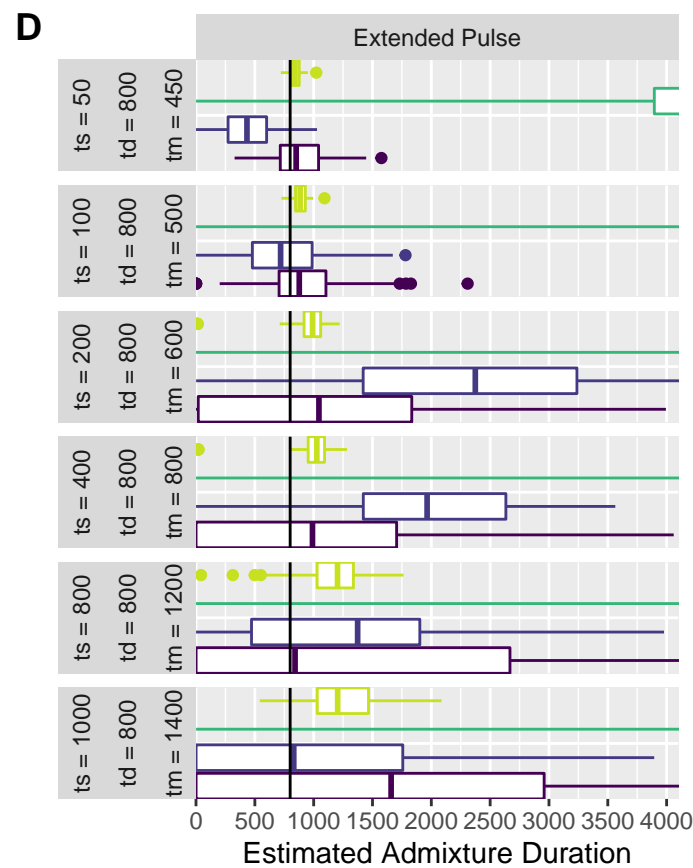 D
Extended Pulse
ts = 50
td = 800
tm = 450
ts = 100
td = 800
tm = 500
ts = 200
td = 800
tm = 600
ts = 400
td = 800
tm = 800
ts = 800
td = 800
tm = 1200
ts = 1000
td = 800
tm = 1400
0 500 1000 1500 2000 2500 3000 3500 4000
Estimated Admixture Duration